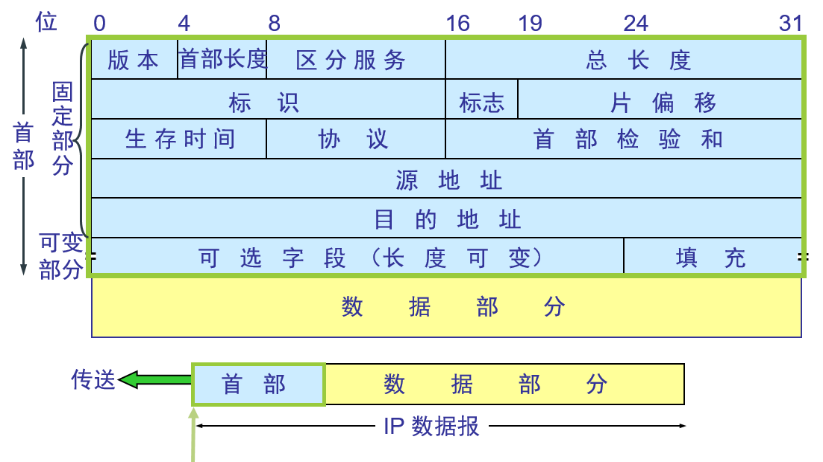 位 0 4 8 16 19 24 31
版本 首部长度 区分服务 总长度
标识 标志 片偏移
生存时间 协议 首部检验和
源地址
目的地址
可选字段（长度可变） 填充
数据部分
固定部分
首部
可变部分
传送 首部 数据部分
IP 数据报